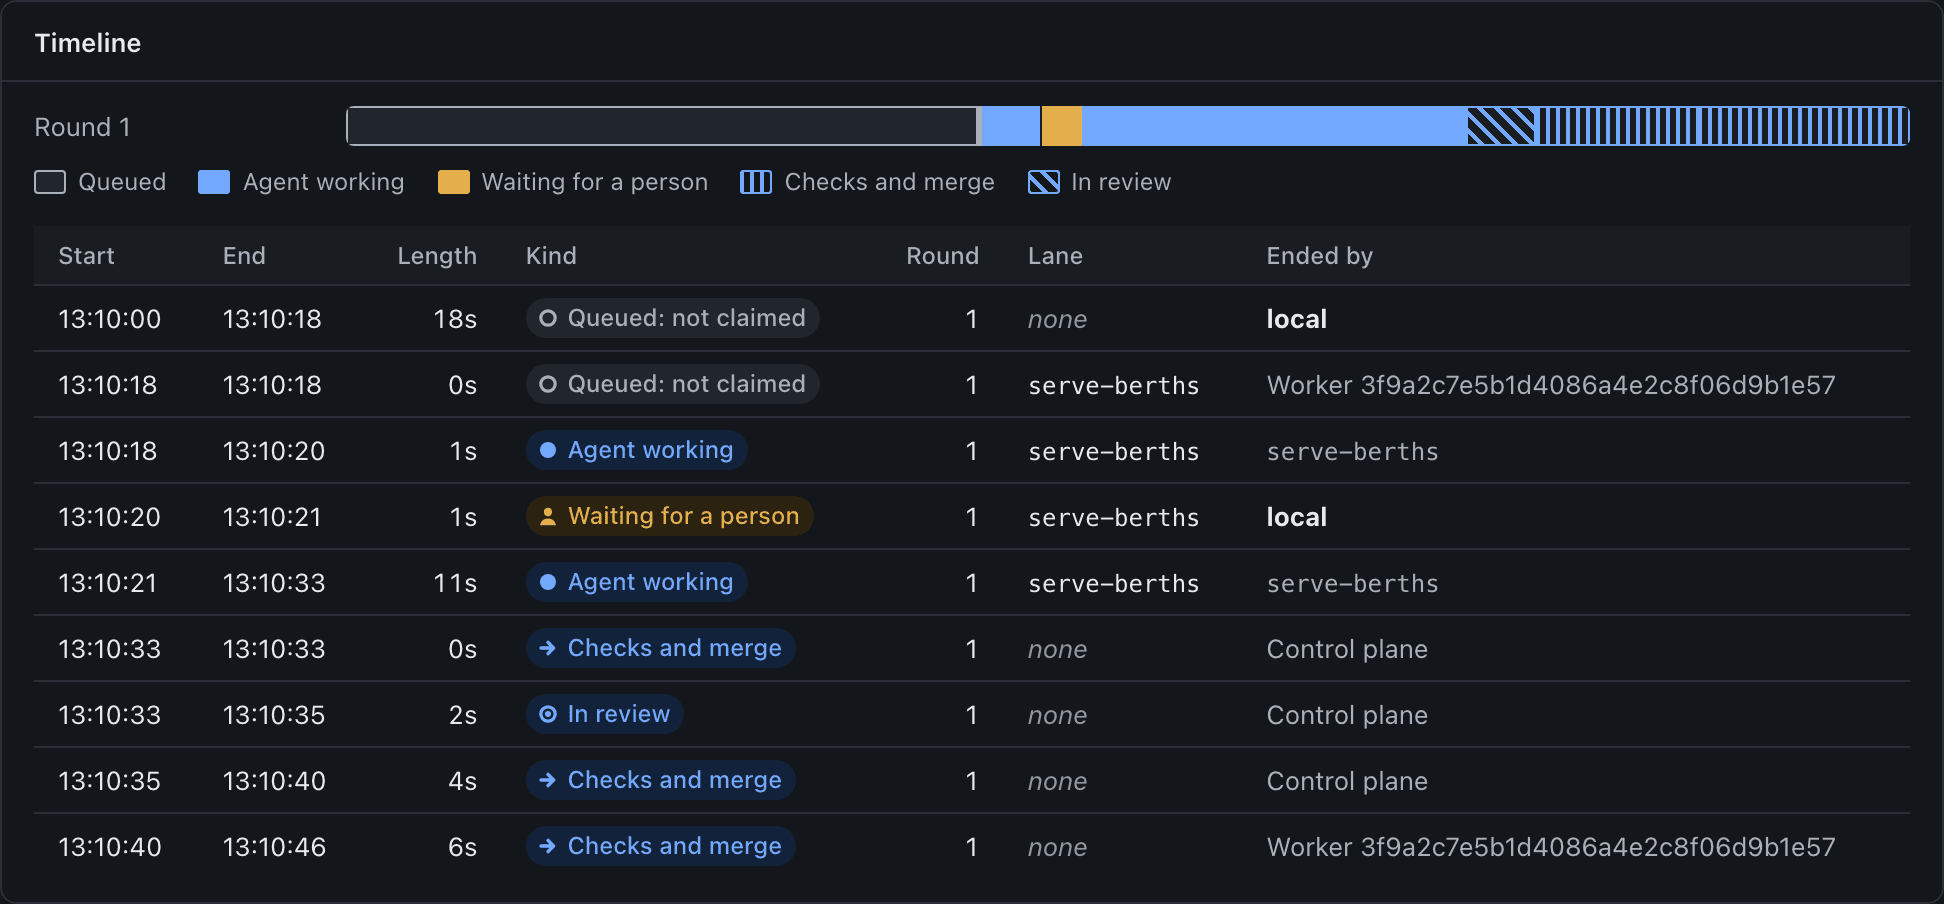 Timeline
Round 1
Queued Agent working Waiting for a person Checks and merge In review
Start End Length Kind Round Lane Ended by
13:10:00 13:10:18 18s Queued: not claimed 1 none local
13:10:18 13:10:18 0s Queued: not claimed 1 serve-berths Worker 3f9a2c7e5b1d4086a4e2c8f06d9b1e57
13:10:18 13:10:20 1s Agent working 1 serve-berths serve-berths
13:10:20 13:10:21 1s Waiting for a person 1 serve-berths local
13:10:21 13:10:33 11s Agent working 1 serve-berths serve-berths
13:10:33 13:10:33 0s Checks and merge 1 none Control plane
13:10:33 13:10:35 2s In review 1 none Control plane
13:10:35 13:10:40 4s Checks and merge 1 none Control plane
13:10:40 13:10:46 6s Checks and merge 1 none Worker 3f9a2c7e5b1d4086a4e2c8f06d9b1e57